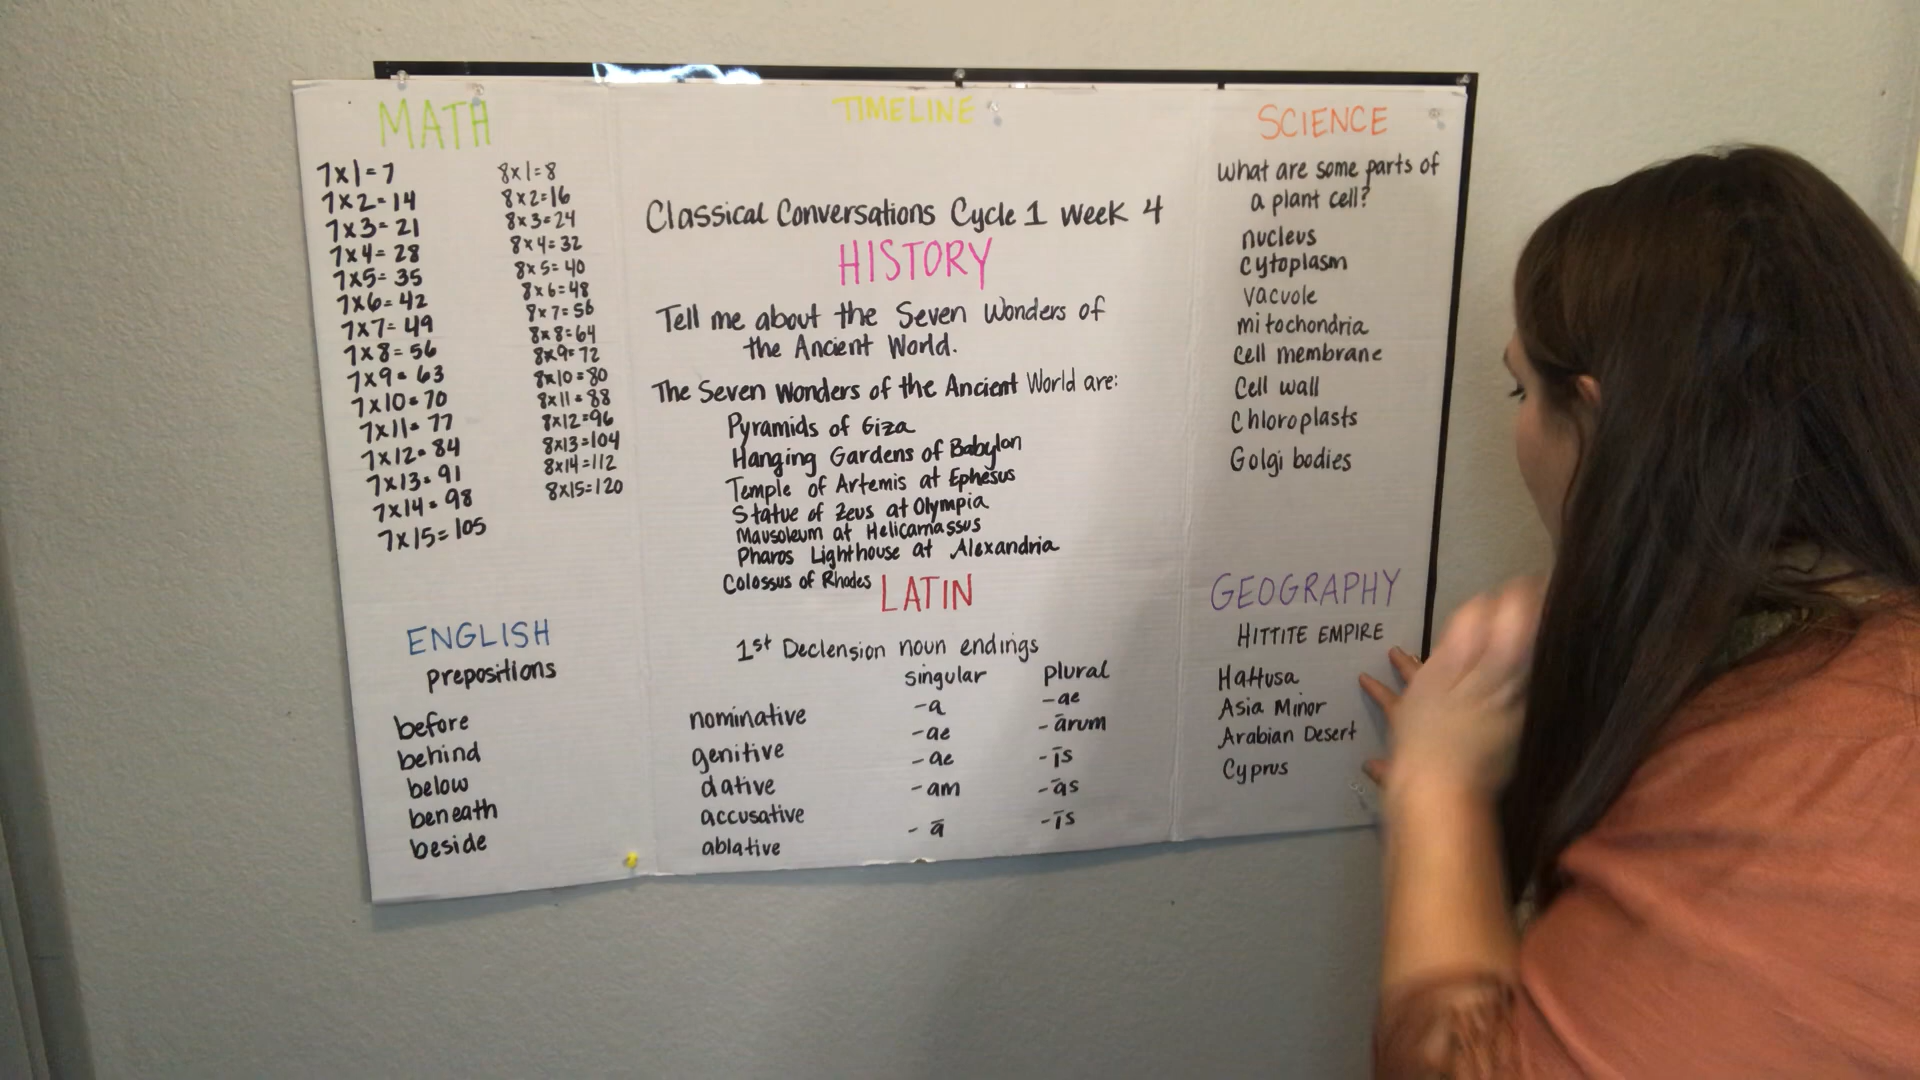 MATH
7x1=7
7x2=14
7x3=21
7x4=28
7x5=35
7x6=42
7x7=49
7x8=56
7x9=63
7x10=70
7x11=77
7x12=84
7x13=91
7x14=98
7x15=105
8x1=8
8x2=16
8x3=24
8x4=32
8x5=40
8x6=48
8x7=56
8x8=64
8x9=72
8x10=80
8x11=88
8x12=96
8x13=104
8x14=112
8x15=120
ENGLISH
prepositions
before
behind
below
beneath
beside
TIMELINE
Classical Conversations Cycle 1 Week 4
HISTORY
Tell me about the Seven Wonders of
the Ancient World.
The Seven Wonders of the Ancient World are:
Pyramids of Giza
Hanging Gardens of Babylon
Temple of Artemis at Ephesus
Statue of Zeus at Olympia
Mausoleum at Helicarnassus
Pharos Lighthouse at Alexandria
Colossus of Rhodes
LATIN
1st Declension noun endings
singular plural
nominative -a -ae
genitive -ae -ārum
dative -ae -īs
accusative -am -ās
ablative -ā -īs
SCIENCE
What are some parts of
a plant cell?
nucleus
cytoplasm
vacuole
mitochondria
cell membrane
Cell wall
Chloroplasts
Golgi bodies
GEOGRAPHY
HITTITE EMPIRE
Hattusa
Asia Minor
Arabian Desert
Cyprus